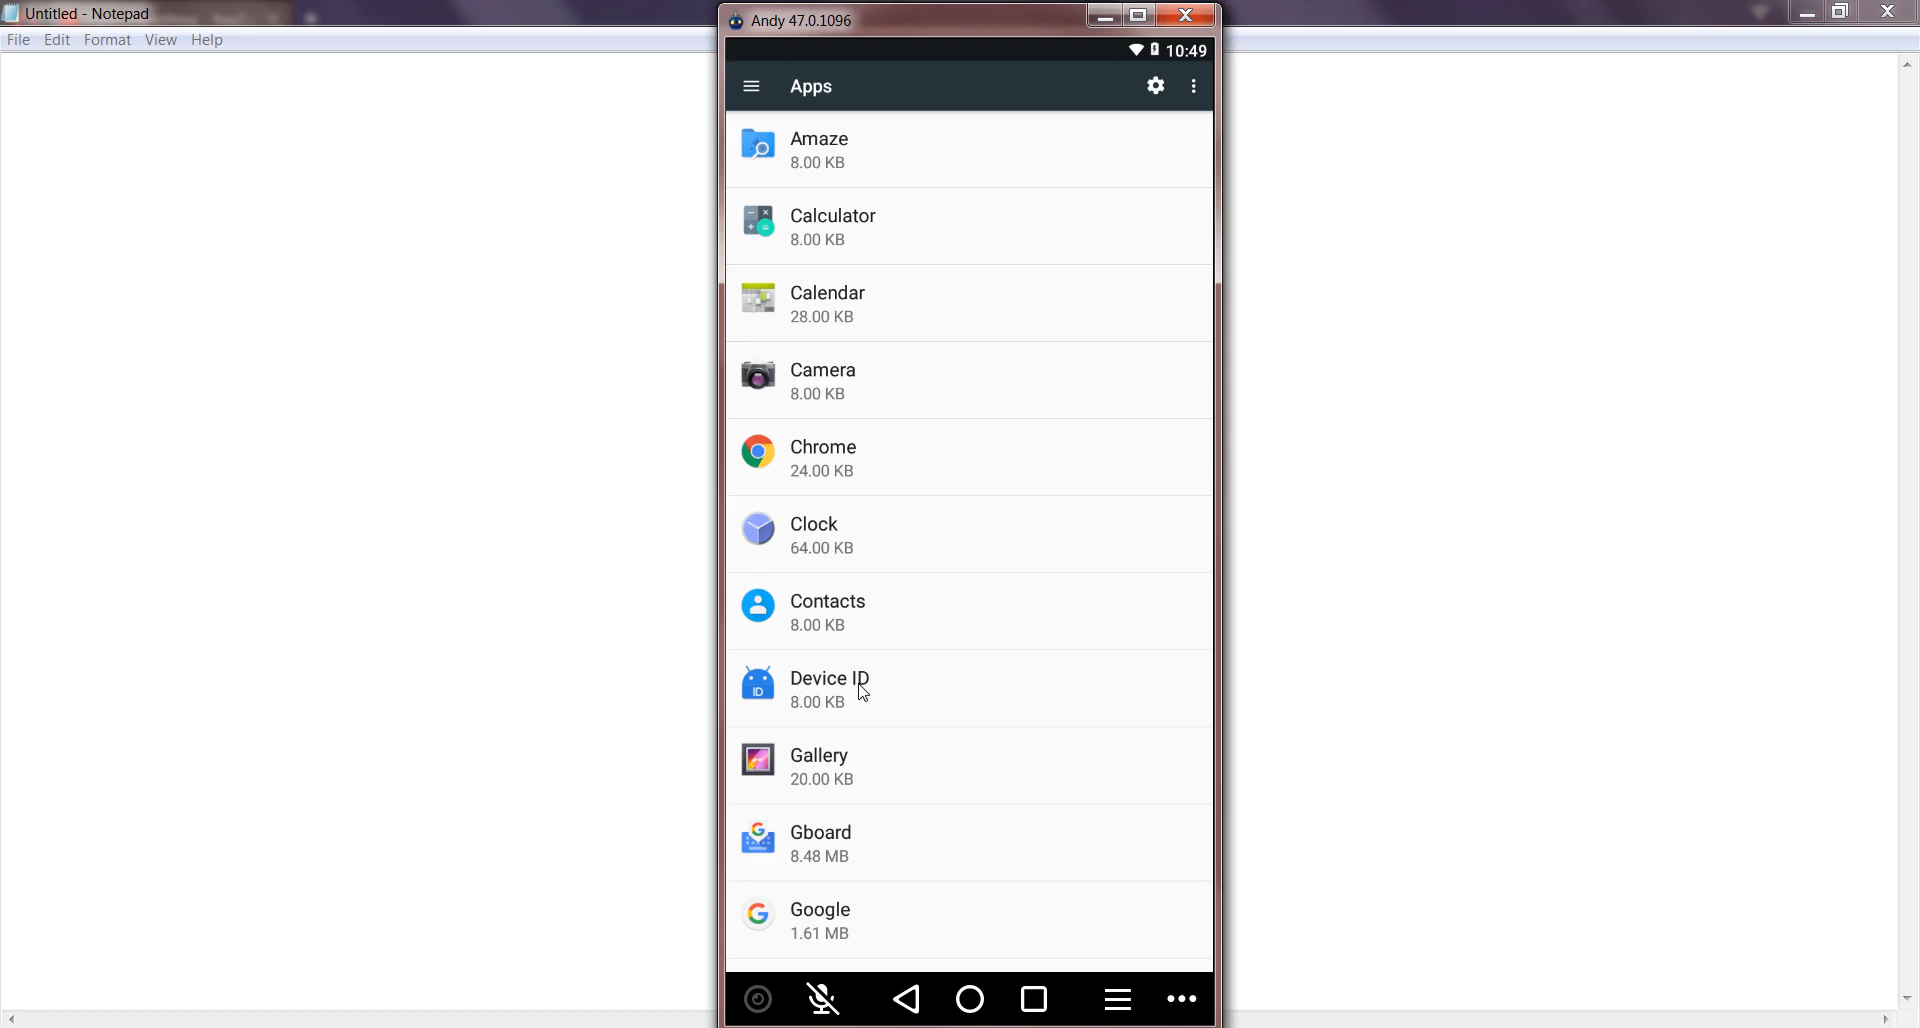 Untitled - Notepad
File Edit Format View Help
Andy 47.0.1096
10:49
Apps
Amaze
8.00 KB
Calculator
8.00 KB
Calendar
28.00 KB
Camera
8.00 KB
Chrome
24.00 KB
Clock
64.00 KB
Contacts
8.00 KB
ID
Device ID
8.00 KB
Gallery
20.00 KB
Gboard
8.48 MB
Google
1.61 MB